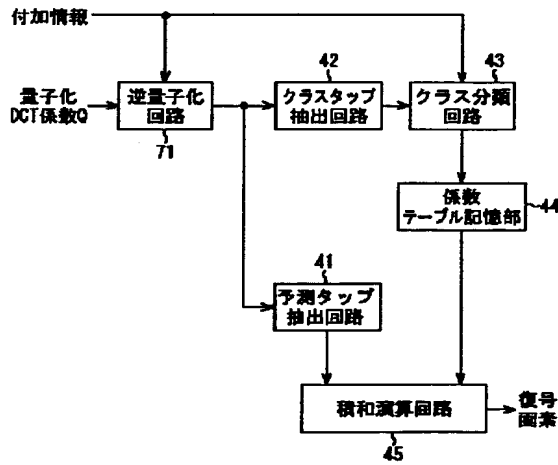 付加情報
量子化
DCT係数Q
逆量子化
回路
71
42
クラスタップ
抽出回路
43
クラス分類
回路
係数
テーブル記憶部
44
41
予測タップ
抽出回路
積和演算回路
45
復号
画素